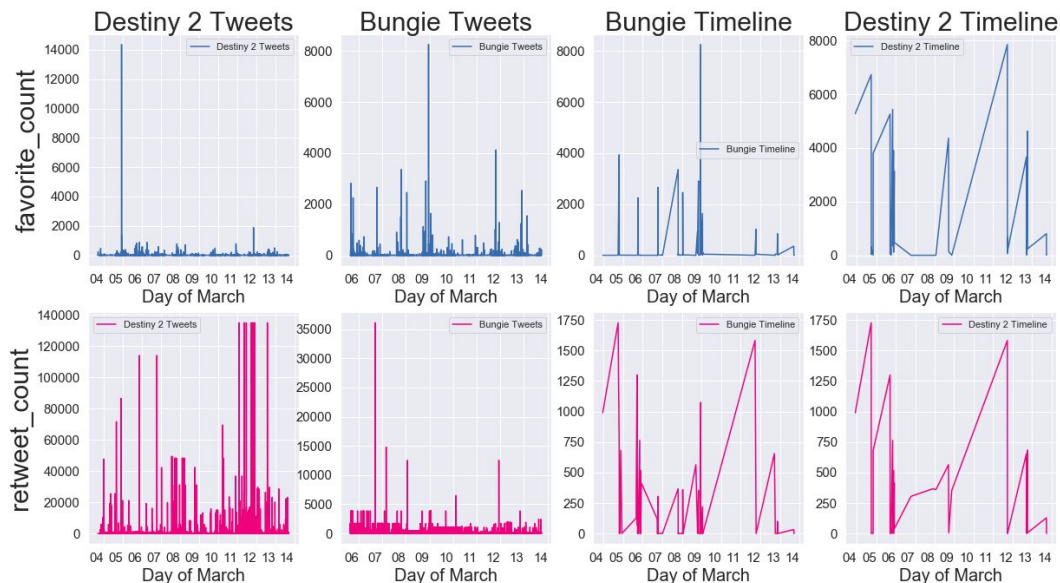 Destiny 2 Tweets
Bungie Tweets
Bungie Timeline
Destiny 2 Timeline
favorite_count
14000
12000
10000
8000
6000
4000
2000
0
Destiny 2 Tweets
04 05 06 07 08 09 10 11 12 13 14
Day of March
8000
6000
4000
2000
0
Bungie Tweets
06 07 08 09 09 10 11 12 13 14
Day of March
8000
6000
4000
2000
0
Bungie Timeline
04 05 06 07 08 09 10 11 12 13 14
Day of March
8000
6000
4000
2000
0
Destiny 2 Timeline
04 05 06 07 08 09 10 11 12 13 14
Day of March
retweet_count
140000
120000
100000
80000
60000
40000
20000
0
Destiny 2 Tweets
04 05 06 07 08 09 10 11 12 13 14
Day of March
35000
30000
25000
20000
15000
10000
5000
0
Bungie Tweets
06 07 08 09 09 10 11 12 13 14
Day of March
1750
1500
1250
1000
750
500
250
0
Bungie Timeline
04 05 06 07 08 09 10 11 12 13 14
Day of March
1750
1500
1250
1000
750
500
250
0
Destiny 2 Timeline
04 05 06 07 08 09 10 11 12 13 14
Day of March